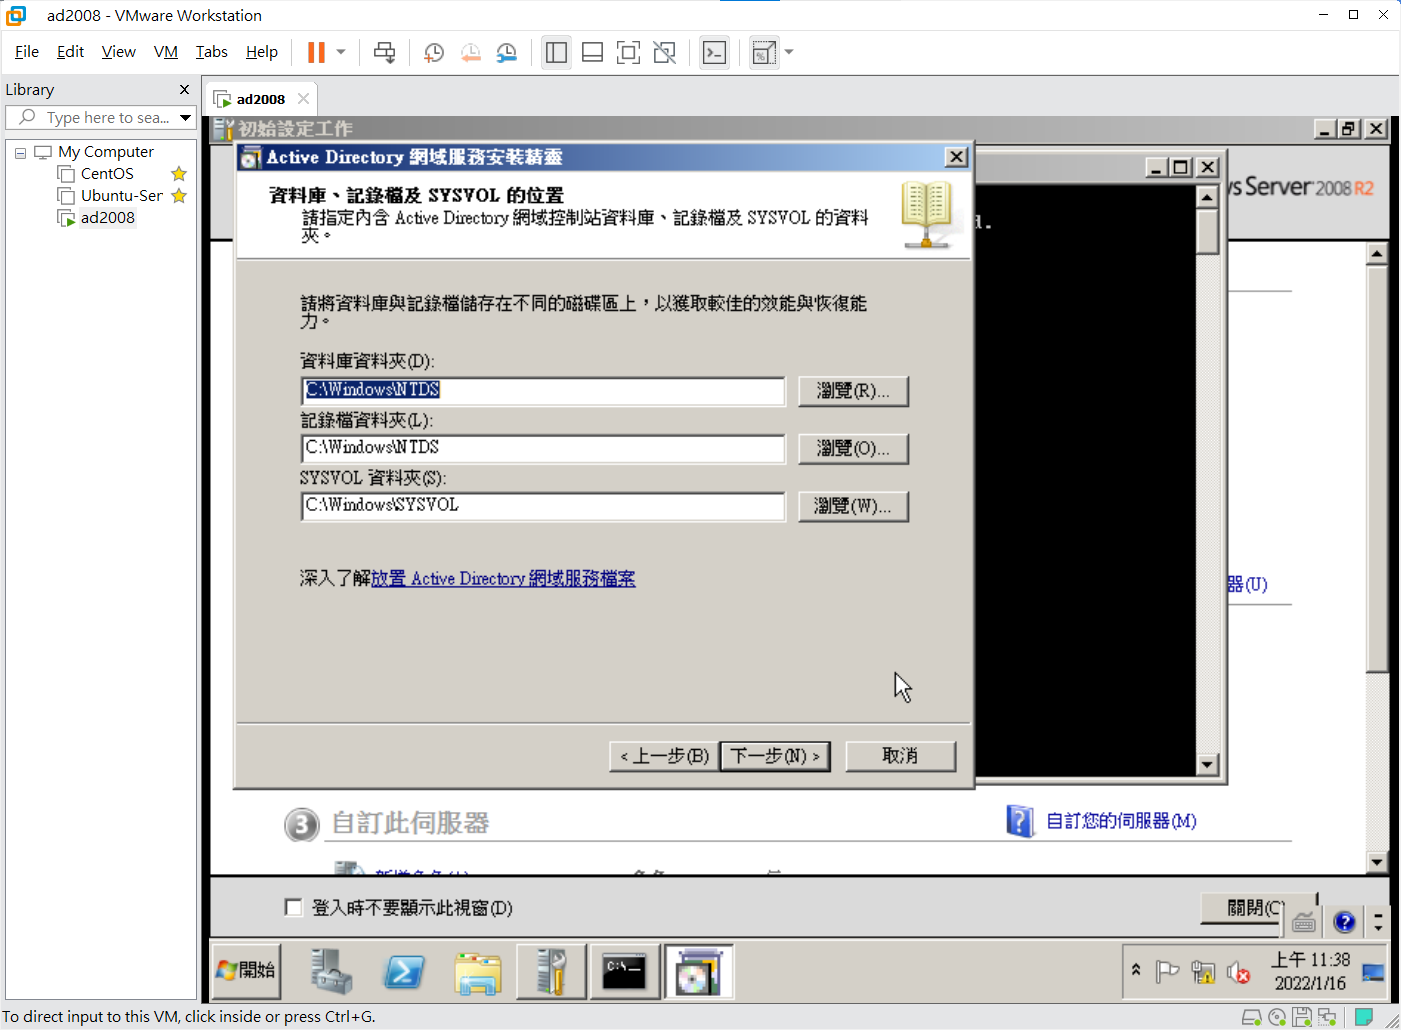 ad2008 - VMware Workstation
File Edit View VM Tabs Help
Library
Type here to sea...
My Computer
CentOS
Ubuntu-Ser
ad2008
ad2008
初始設定工作
Active Directory 網域服務安裝精靈
資料庫、記錄檔及 SYSVOL 的位置
請指定內含 Active Directory 網域控制站資料庫、記錄檔及 SYSVOL 的資料
夾。
s Server 2008 R2
d.
請將資料庫與記錄檔儲存在不同的磁碟區上，以獲取較佳的效能與恢復能
力。
資料庫資料夾(D):
C:\Windows\NTDS
瀏覽(R)...
記錄檔資料夾(L):
C:\Windows\NTDS
瀏覽(O)...
SYSVOL 資料夾(S):
C:\Windows\SYSVOL
瀏覽(W)...
深入了解放置 Active Directory 網域服務檔案
器(U)
< 上一步(B) 下一步(N) > 取消
3 自訂此伺服器
自訂您的伺服器(M)
登入時不要顯示此視窗(D)
關閉(C)
開始
C:\_
上午 11:38
2022/1/16
To direct input to this VM, click inside or press Ctrl+G.